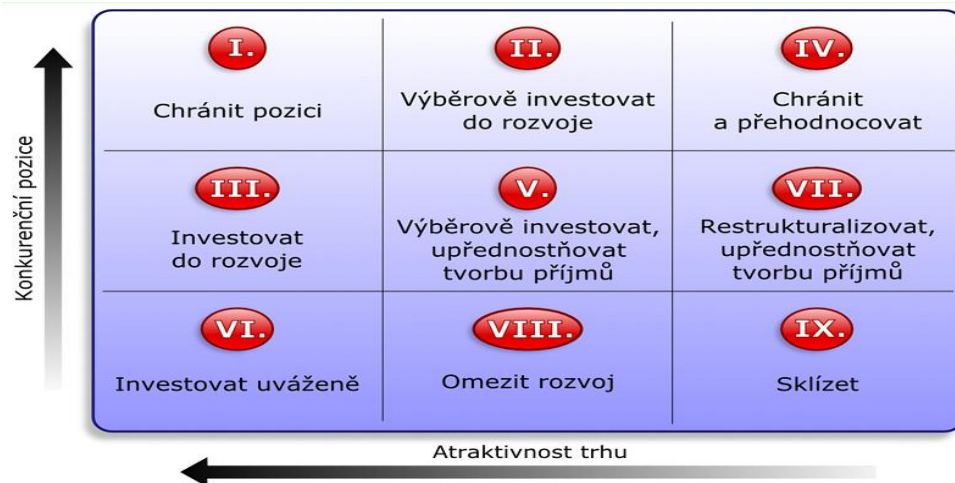 Konkurenční pozice
I.
Chránit pozici
II.
Výběrově investovat
do rozvoje
IV.
Chránit
a přehodnocovat
III.
Investovat
do rozvoje
V.
Výběrově investovat,
upřednostňovat
tvorbu příjmů
VII.
Restrukturalizovat,
upřednostňovat
tvorbu příjmů
VI.
Investovat uváženě
VIII.
Omezit rozvoj
IX.
Sklízet
Atraktivnost trhu